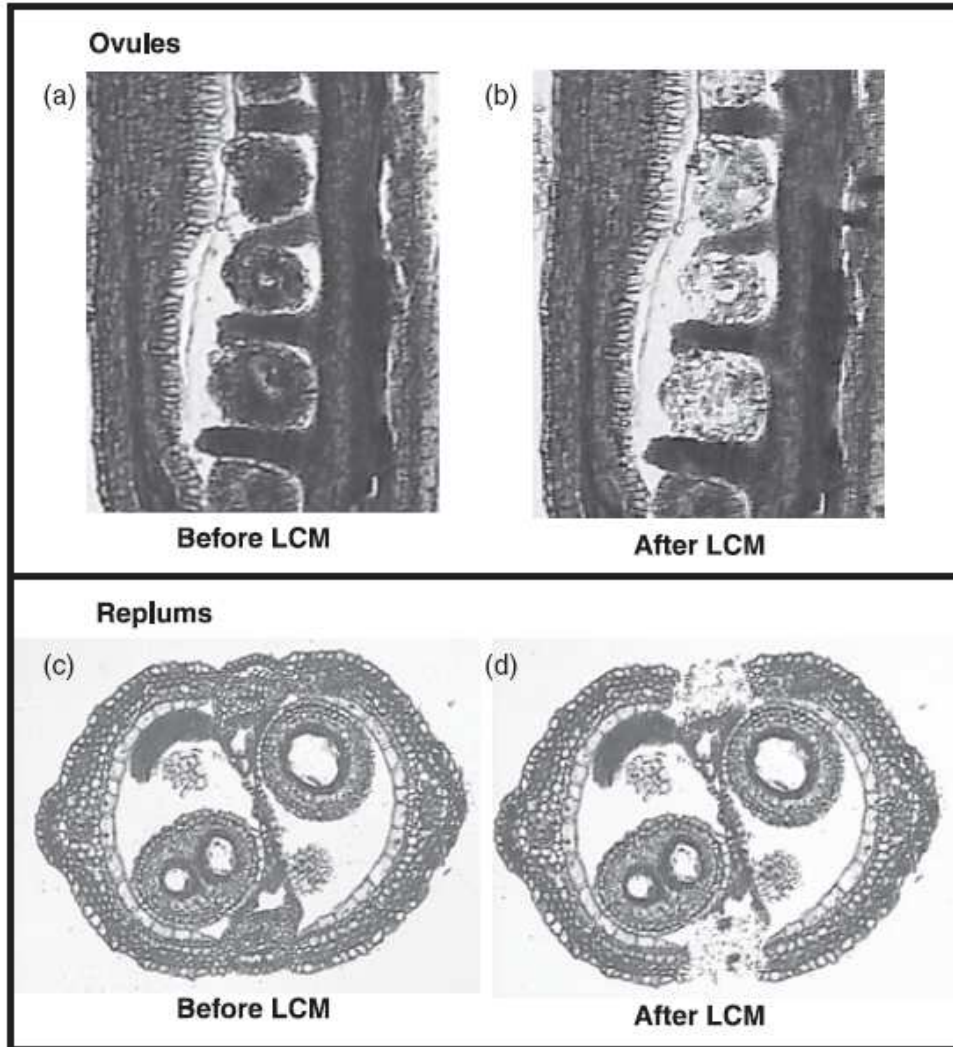 Ovules
(a)
(b)
Before LCM
After LCM
Replums
(c)
(d)
Before LCM
After LCM